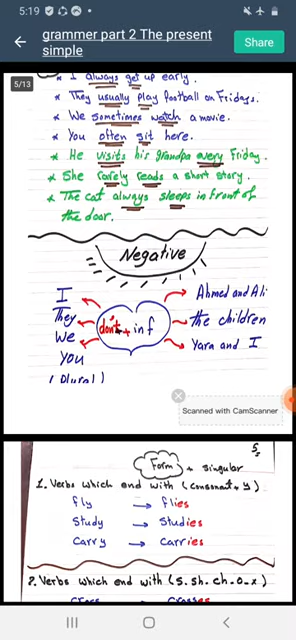 5:19
grammer part 2 The present
simple
Share
5/13
* I always get up early.
* They usually play football on Fridays.
* We sometimes watch a movie.
* You often sit here.
* He visits his grandpa every Friday.
* She rarely reads a short story.
* The cat always sleeps in front of
the door.
Negative
I
They
We
You
(Plural)
don't + inf
Ahmed and Ali
the children
Yara and I
Scanned with CamScanner
5
Form + singular
1. Verbs which end with (consonant + y)
fly → flies
Study → Studies
Carry → Carries
2. Verbs which end with (s. sh. ch. o. x)